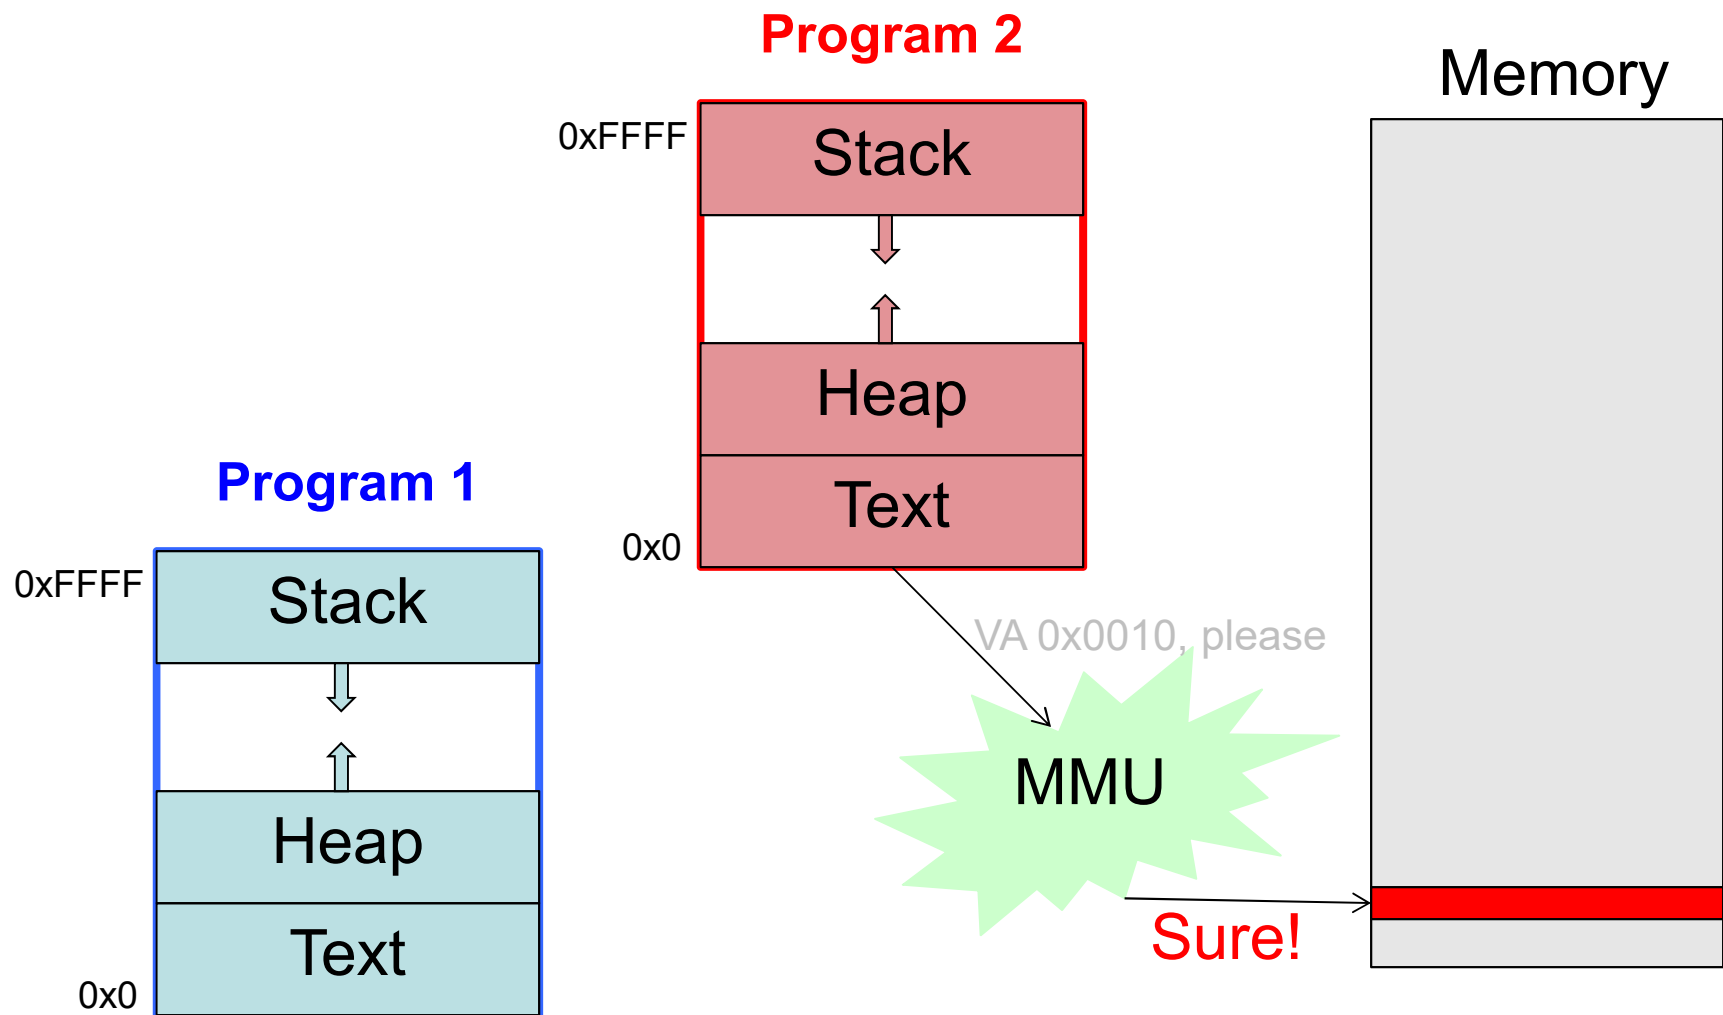 Program 2
Memory
0xFFFF
Stack
Heap
Text
0x0
Program 1
0xFFFF
Stack
Heap
Text
0x0
VA 0x0010, please
MMU
Sure!